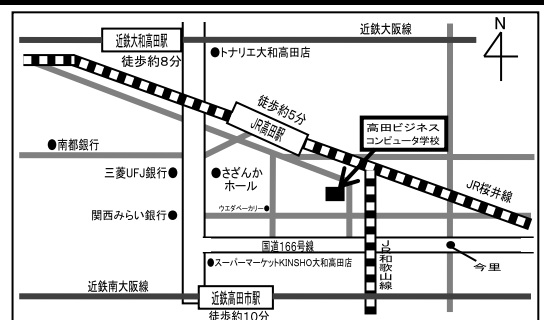 近鉄大阪線
N
近鉄大和高田駅
徒歩約8分
●トナリエ大和高田店
徒歩約5分
JR高田駅
高田ビジネス
コンピュータ学校
●南都銀行
三菱UFJ銀行●
●さざんか
ホール
ウエダベーカリー●
関西みらい銀行●
JR桜井線
国道166号線
JR和歌山線
●スーパーマーケットKINSHO大和高田店
今里
近鉄南大阪線
近鉄高田市駅
徒歩約10分